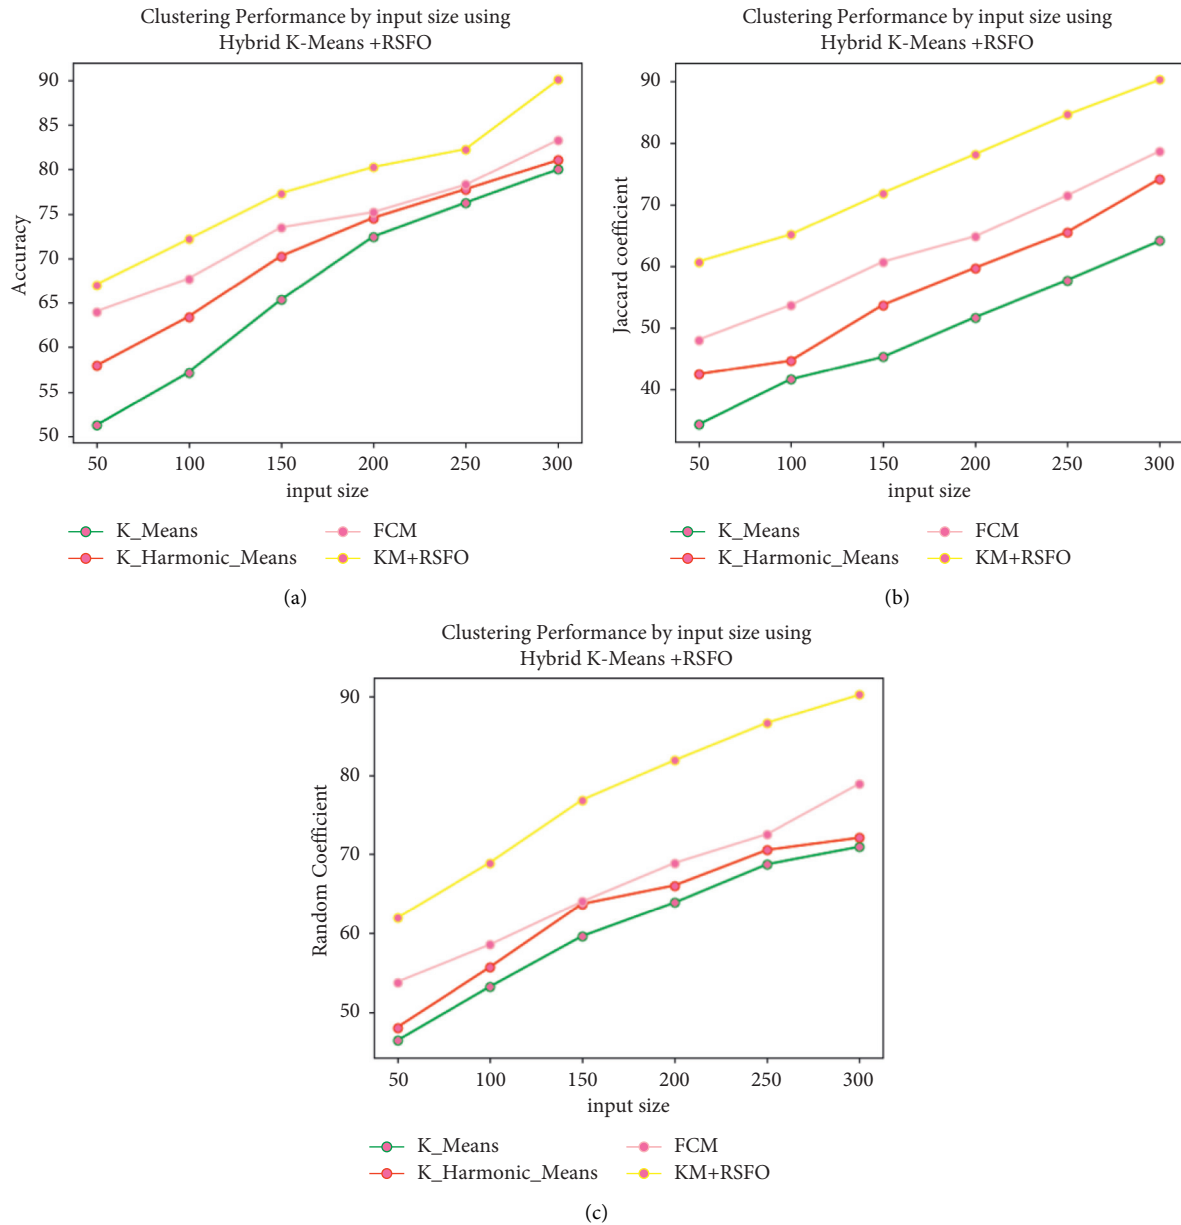 Clustering Performance by input size using
Hybrid K-Means +RSFO
90
85
80
75
70
65
60
55
50
Accuracy
50 100 150 200 250 300
input size
K_Means FCM
K_Harmonic_Means KM+RSFO
(a)
Clustering Performance by input size using
Hybrid K-Means +RSFO
90
80
70
60
50
40
Jaccard coefficient
50 100 150 200 250 300
input size
K_Means FCM
K_Harmonic_Means KM+RSFO
(b)
Clustering Performance by input size using
Hybrid K-Means +RSFO
90
80
70
60
50
Random Coefficient
50 100 150 200 250 300
input size
K_Means FCM
K_Harmonic_Means KM+RSFO
(c)